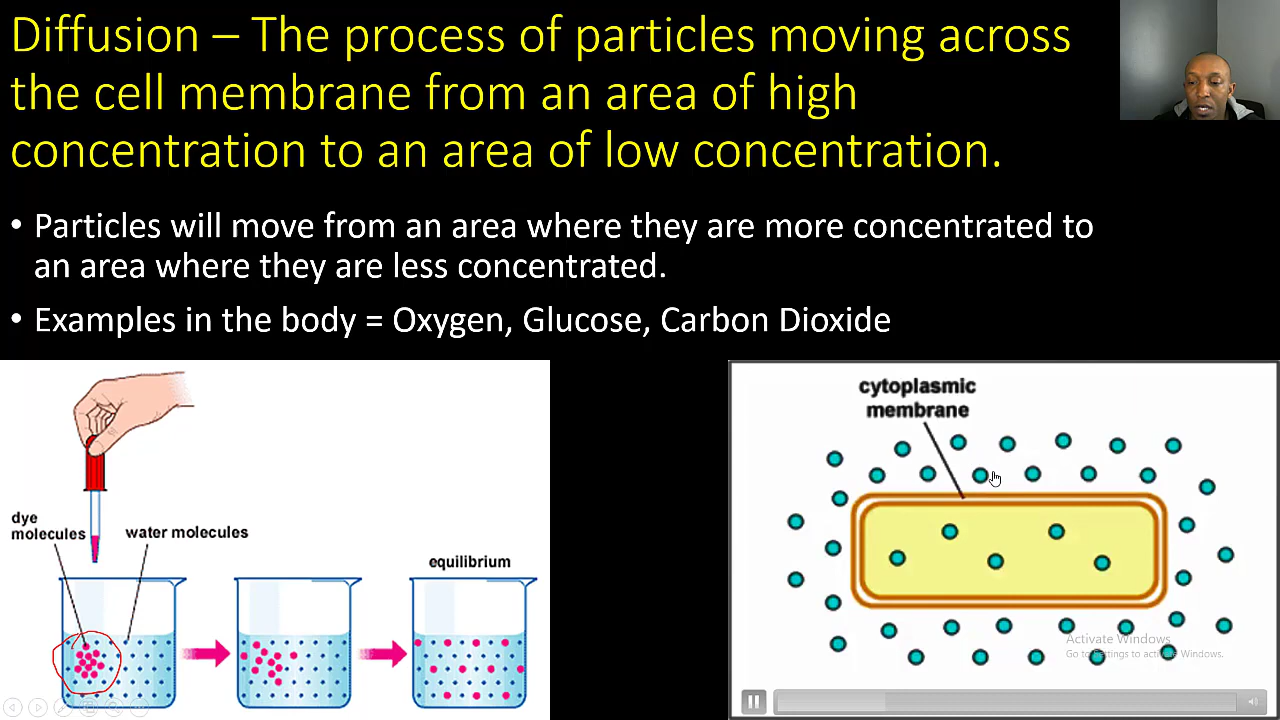 Diffusion – The process of particles moving across
the cell membrane from an area of high
concentration to an area of low concentration.
• Particles will move from an area where they are more concentrated to
an area where they are less concentrated.
• Examples in the body = Oxygen, Glucose, Carbon Dioxide
dye
molecules
water molecules
equilibrium
cytoplasmic
membrane
Activate Windows
Go to Settings to activate Windows.